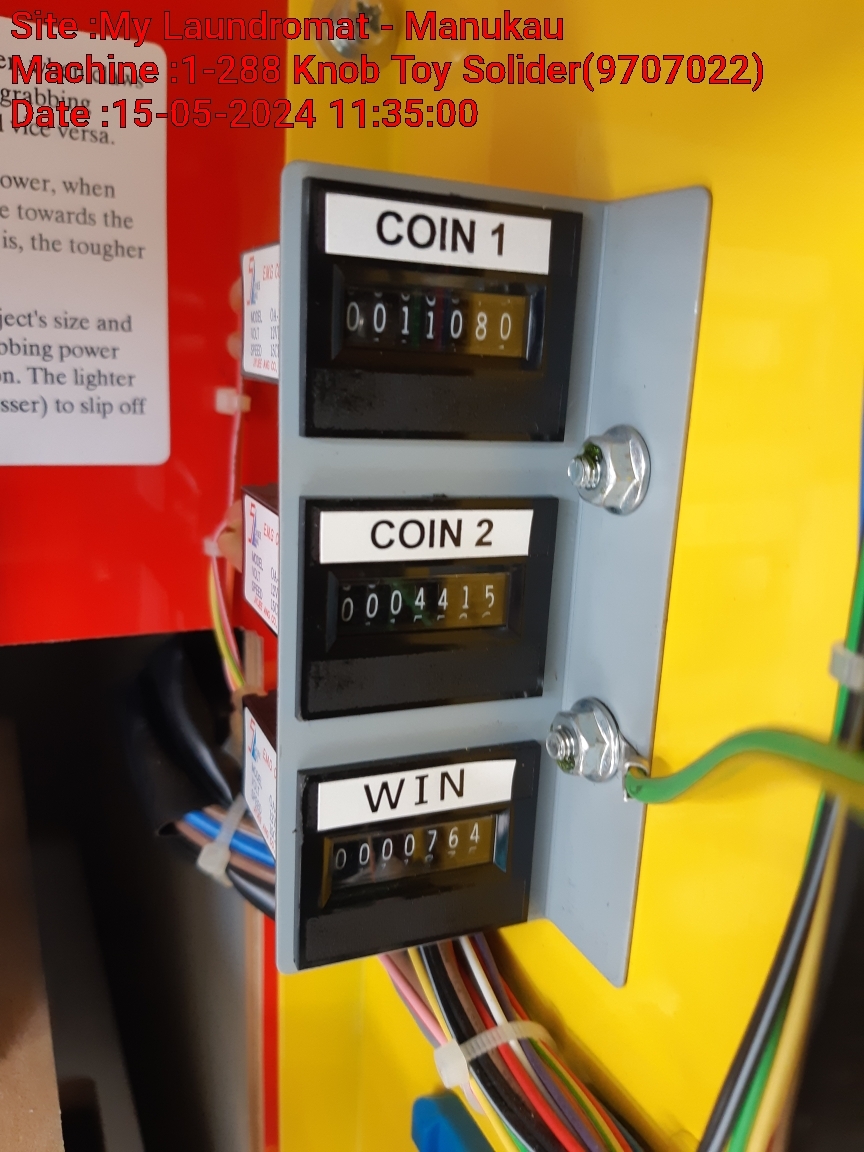 Site :My Laundromat - Manukau
Machine :1-288 Knob Toy Solider(9707022)
Date :15-05-2024 11:35:00
grabbing
vice versa.
ower, when
e towards the
is, the tougher
ject's size and
bbing power
on. The lighter
sser) to slip off
COIN 1
0011080
COIN 2
0004415
WIN
0000764